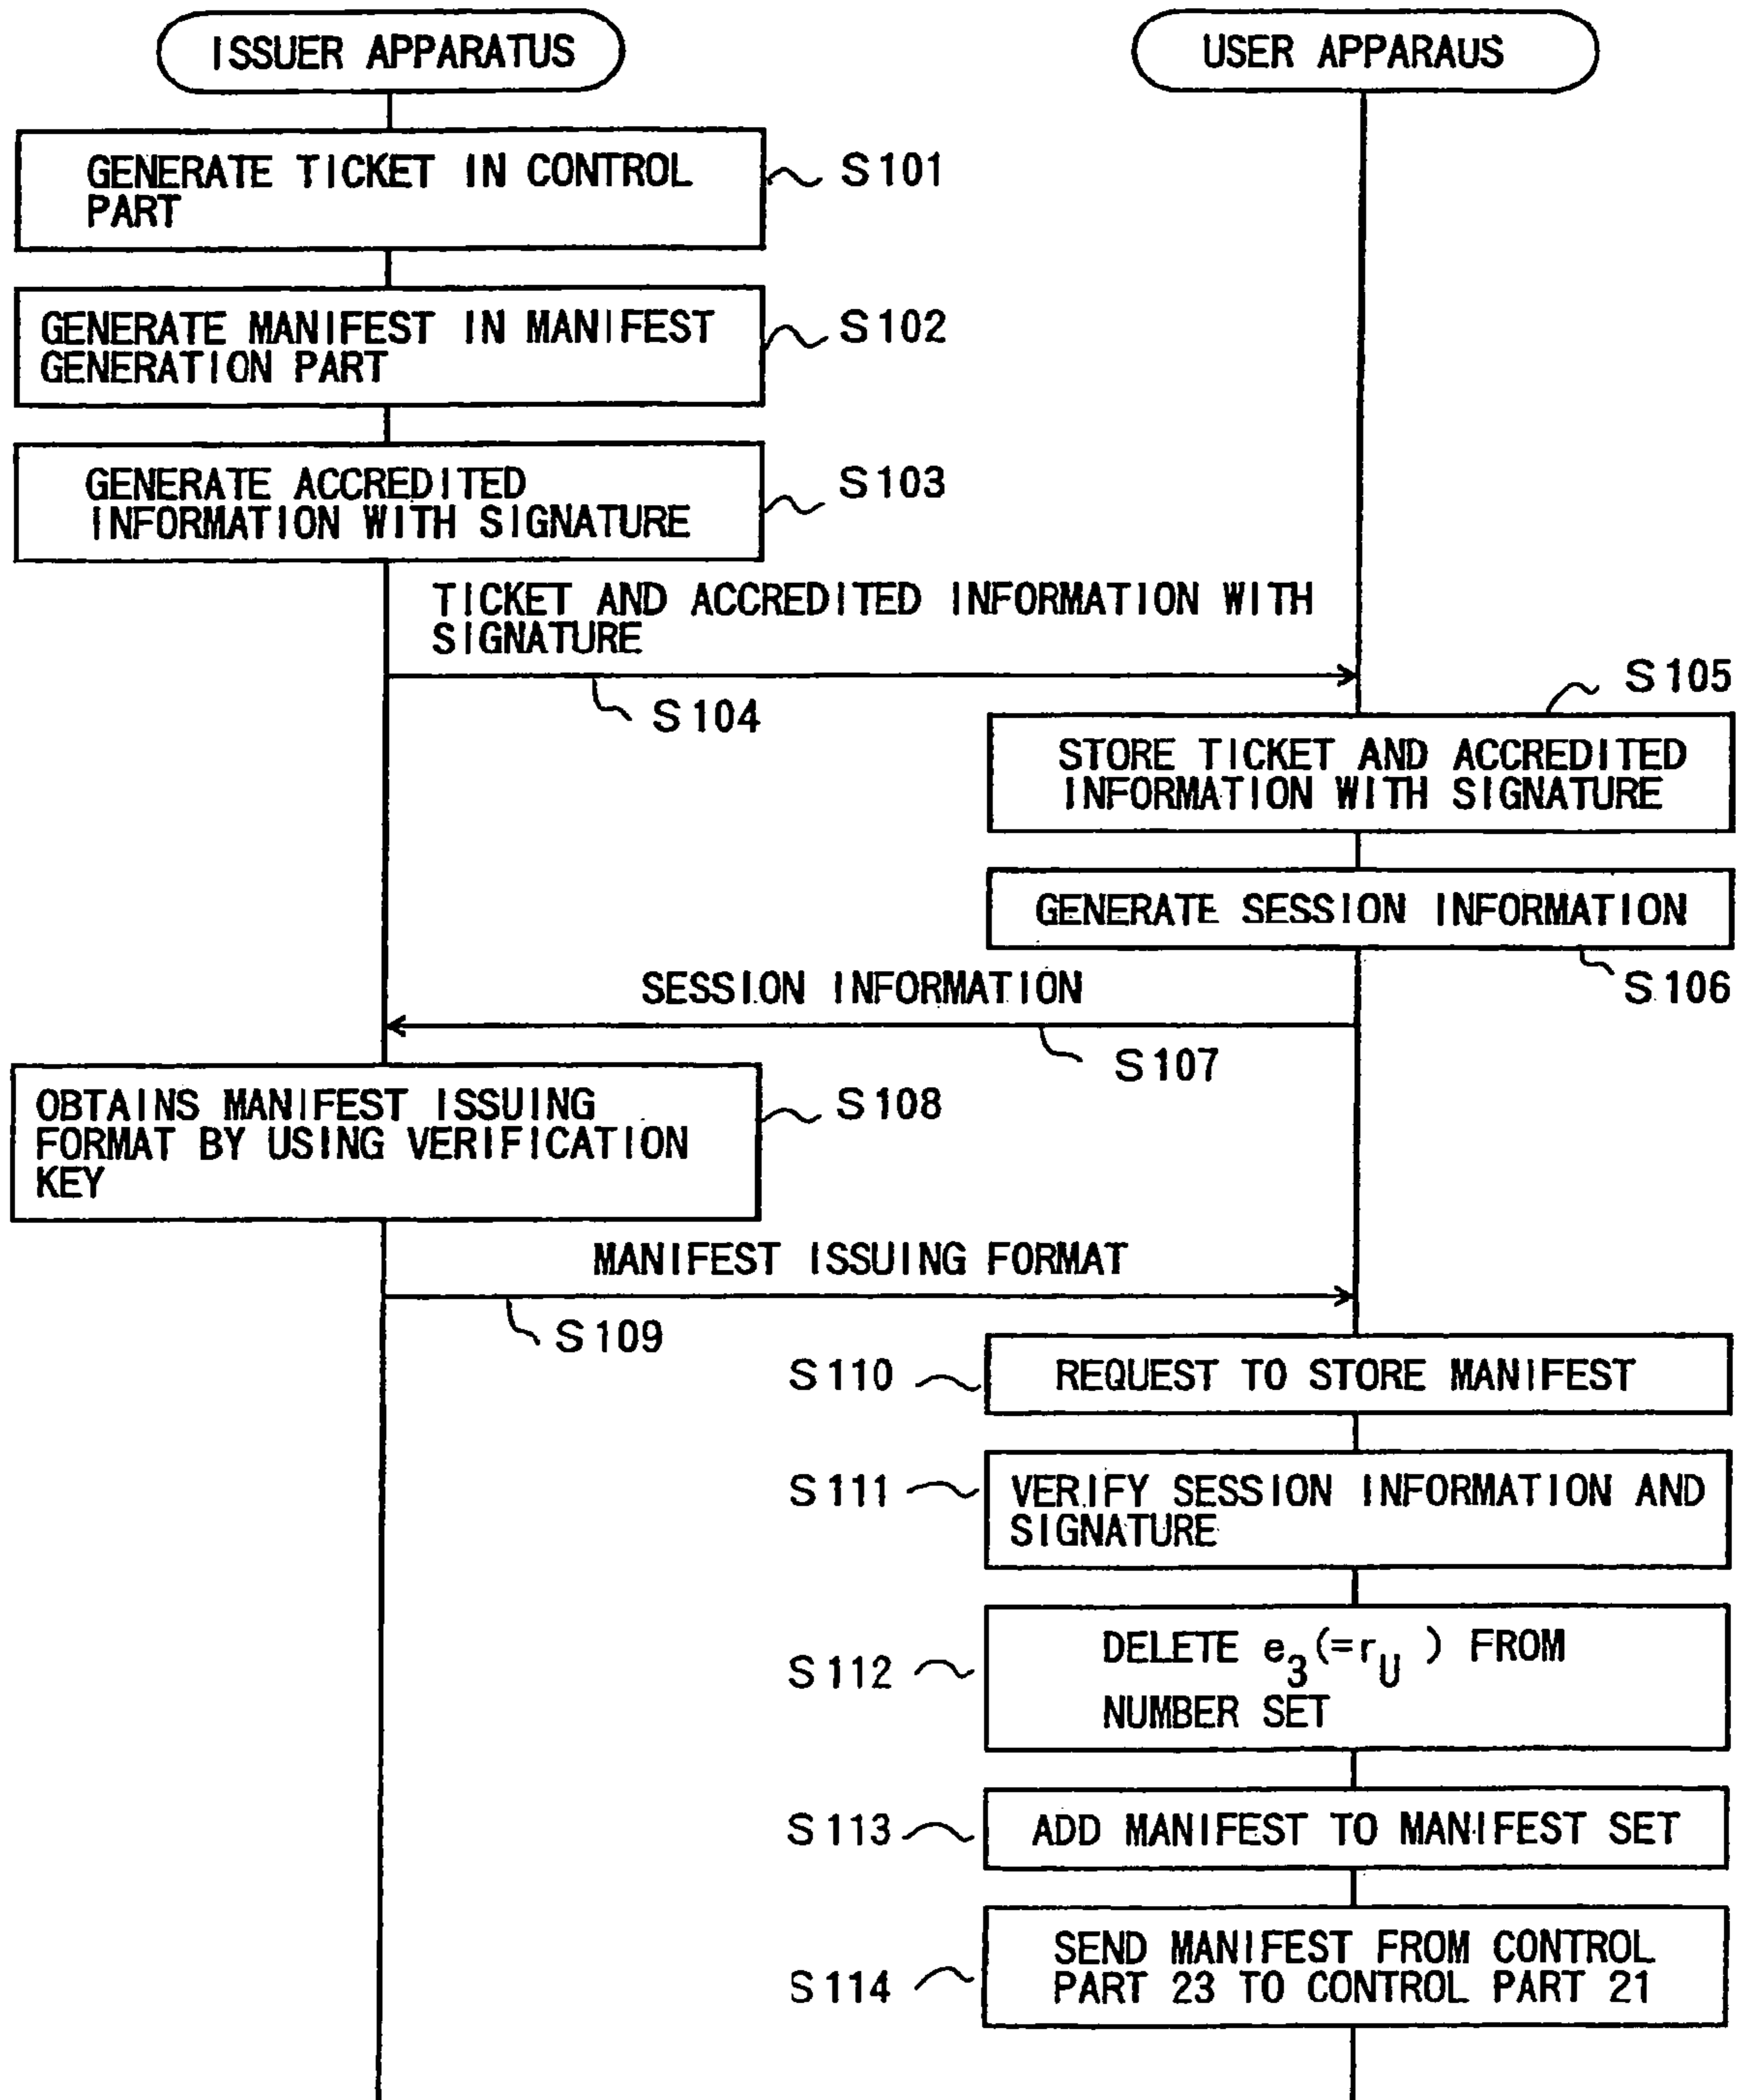 ISSUER APPARATUS
USER APPARAUS
GENERATE TICKET IN CONTROL
PART
S101
GENERATE MANIFEST IN MANIFEST
GENERATION PART
S102
GENERATE ACCREDITED
INFORMATION WITH SIGNATURE
S103
TICKET AND ACCREDITED INFORMATION WITH
SIGNATURE
S104
S105
STORE TICKET AND ACCREDITED
INFORMATION WITH SIGNATURE
GENERATE SESSION INFORMATION
S106
SESSION INFORMATION
S107
OBTAINS MANIFEST ISSUING
FORMAT BY USING VERIFICATION
KEY
S108
MANIFEST ISSUING FORMAT
S109
S110
REQUEST TO STORE MANIFEST
S111
VERIFY SESSION INFORMATION AND
SIGNATURE
S112
DELETE e₃(=r_U) FROM
NUMBER SET
S113
ADD MANIFEST TO MANIFEST SET
S114
SEND MANIFEST FROM CONTROL
PART 23 TO CONTROL PART 21